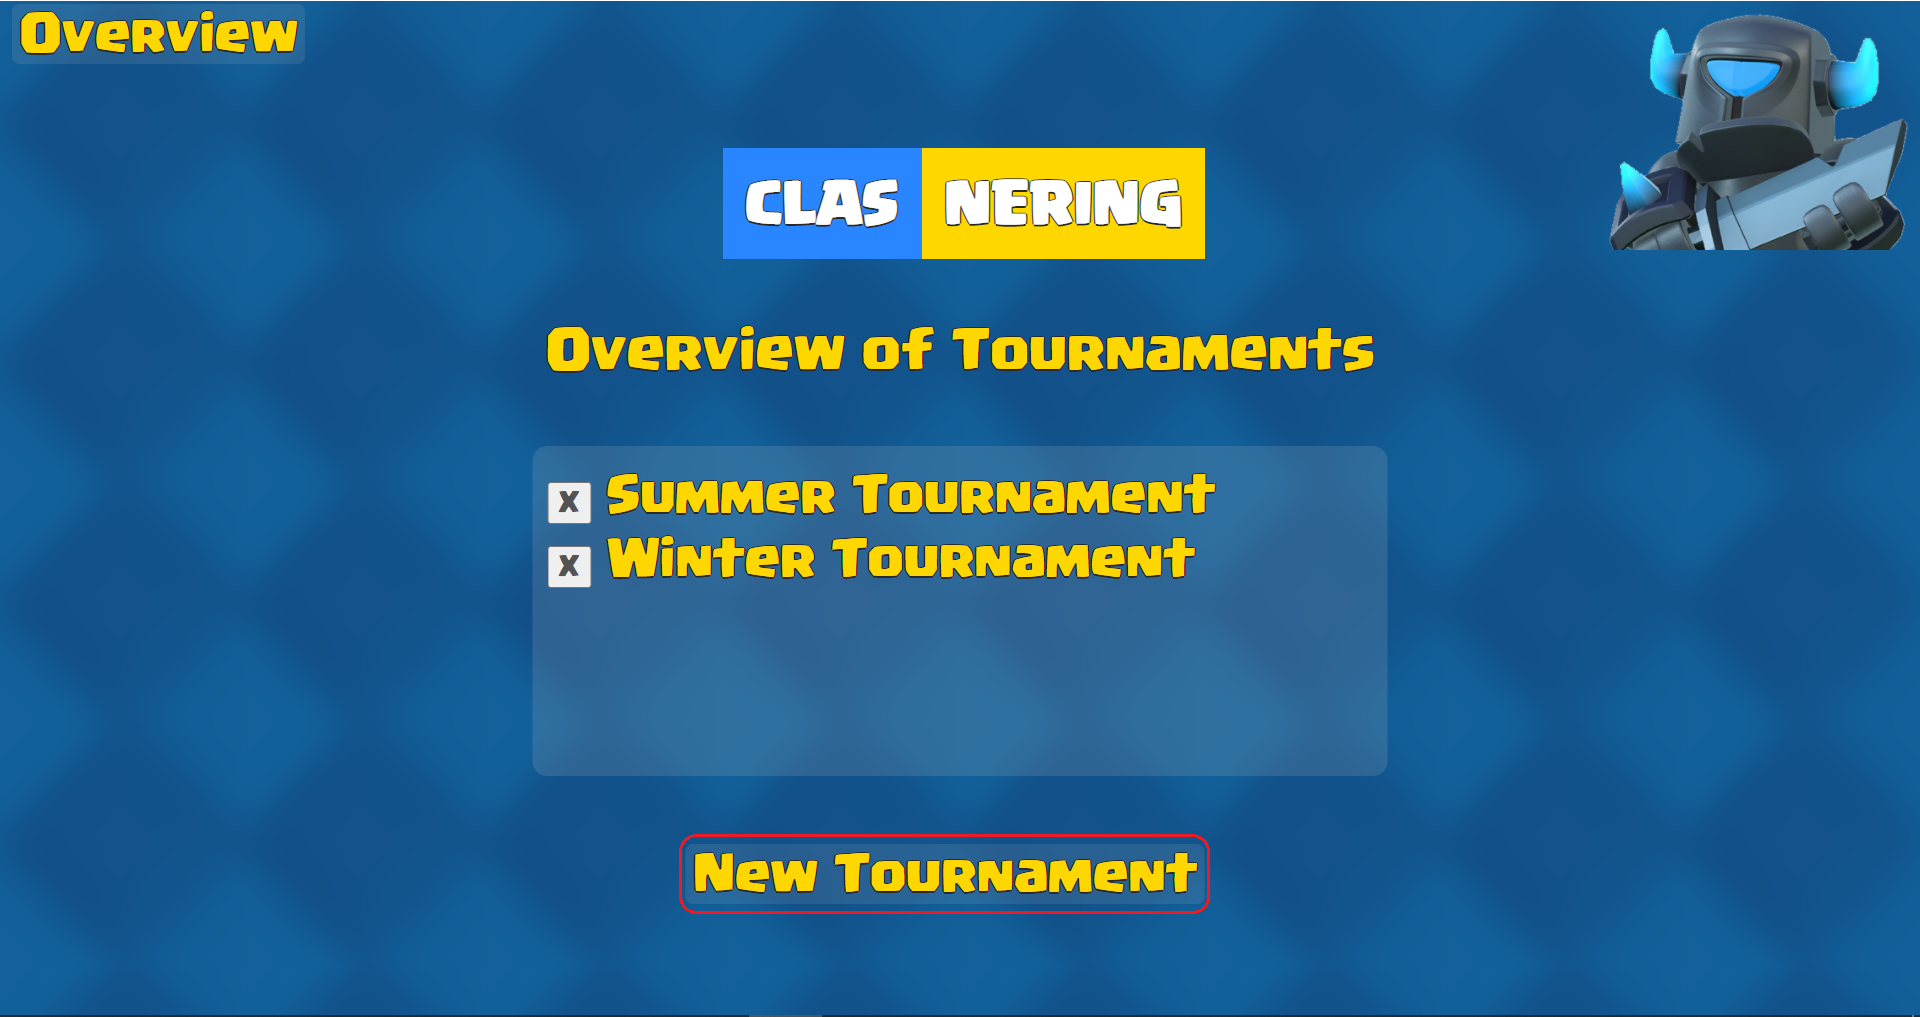 Overview
CLAS NERING
Overview of Tournaments
X Summer Tournament
X Winter Tournament
New Tournament